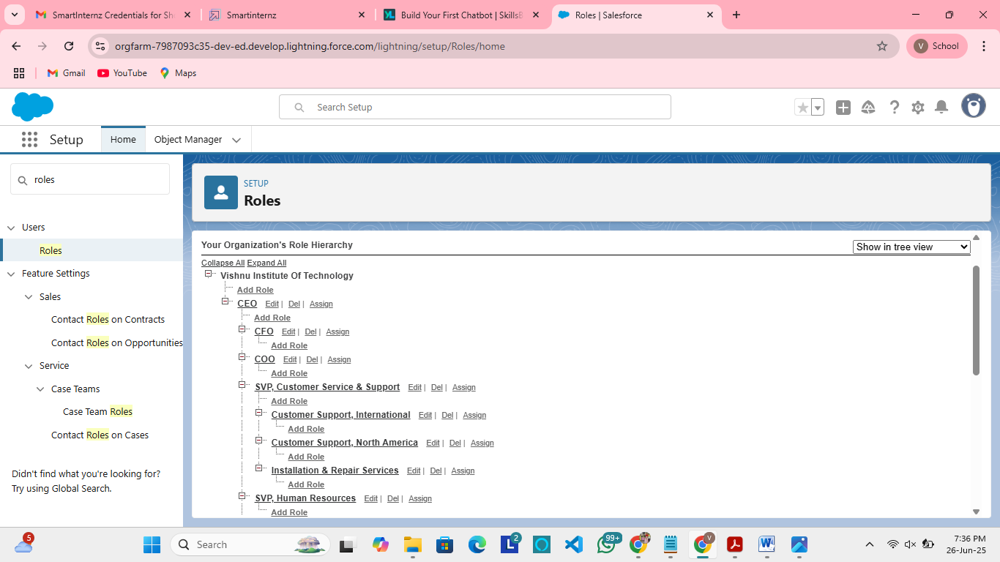 SmartInternz Credentials for Sh
Smartinternz
Build Your First Chatbot | SkillsB
Roles | Salesforce
orgfarm-7987093c35-dev-ed.develop.lightning.force.com/lightning/setup/Roles/home
V School
Gmail YouTube Maps
Search Setup
Setup Home Object Manager
roles
SETUP
Roles
Users
Roles
Feature Settings
Sales
Contact Roles on Contracts
Contact Roles on Opportunities
Service
Case Teams
Case Team Roles
Contact Roles on Cases
Didn't find what you're looking for?
Try using Global Search.
Your Organization's Role Hierarchy
Show in tree view
Collapse All Expand All
Vishnu Institute Of Technology
Add Role
CEO Edit | Del | Assign
Add Role
CFO Edit | Del | Assign
Add Role
COO Edit | Del | Assign
Add Role
SVP, Customer Service & Support Edit | Del | Assign
Add Role
Customer Support, International Edit | Del | Assign
Add Role
Customer Support, North America Edit | Del | Assign
Add Role
Installation & Repair Services Edit | Del | Assign
Add Role
SVP, Human Resources Edit | Del | Assign
Add Role
5
Search
2
99+
V
7:36 PM
26-Jun-25